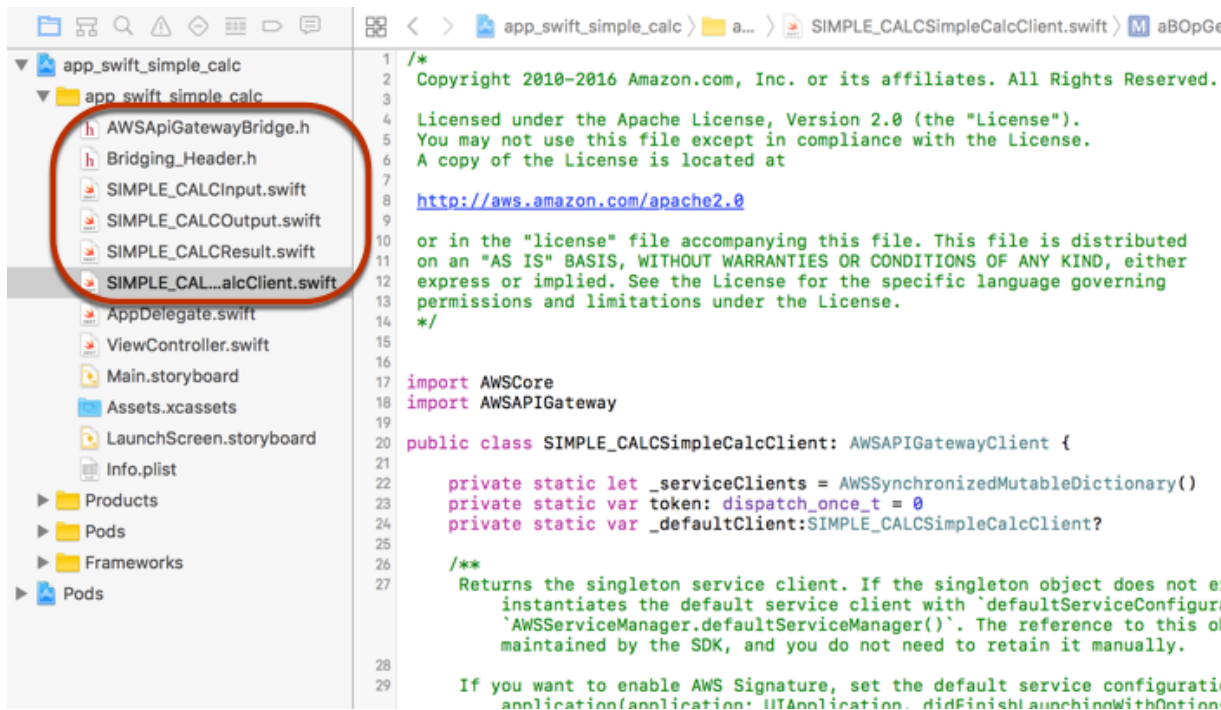 app_swift_simple_calc
app_swift_simple_calc
AWSApiGatewayBridge.h
Bridging_Header.h
SIMPLE_CALCInput.swift
SIMPLE_CALCOutput.swift
SIMPLE_CALCResult.swift
SIMPLE_CAL...alcClient.swift
AppDelegate.swift
ViewController.swift
Main.storyboard
Assets.xcassets
LaunchScreen.storyboard
Info.plist
Products
Pods
Frameworks
Pods
app_swift_simple_calc 〉 a... 〉 SIMPLE_CALCSimpleCalcClient.swift 〉 M aBOpGe
1 /*
2 Copyright 2010-2016 Amazon.com, Inc. or its affiliates. All Rights Reserved.
3
4 Licensed under the Apache License, Version 2.0 (the "License").
5 You may not use this file except in compliance with the License.
6 A copy of the License is located at
7
8 http://aws.amazon.com/apache2.0
9
10 or in the "license" file accompanying this file. This file is distributed
11 on an "AS IS" BASIS, WITHOUT WARRANTIES OR CONDITIONS OF ANY KIND, either
12 express or implied. See the License for the specific language governing
13 permissions and limitations under the License.
14 */
15
16
17 import AWSCore
18 import AWSAPIGateway
19
20 public class SIMPLE_CALCSimpleCalcClient: AWSAPIGatewayClient {
21
22 private static let _serviceClients = AWSSynchronizedMutableDictionary()
23 private static var token: dispatch_once_t = 0
24 private static var _defaultClient:SIMPLE_CALCSimpleCalcClient?
25
26 /**
27 Returns the singleton service client. If the singleton object does not e
instantiates the default service client with `defaultServiceConfigura
`AWSServiceManager.defaultServiceManager()`. The reference to this o
maintained by the SDK, and you do not need to retain it manually.
28
29 If you want to enable AWS Signature, set the default service configurati
application(application: UIApplication, didFinishLaunchingWithOption